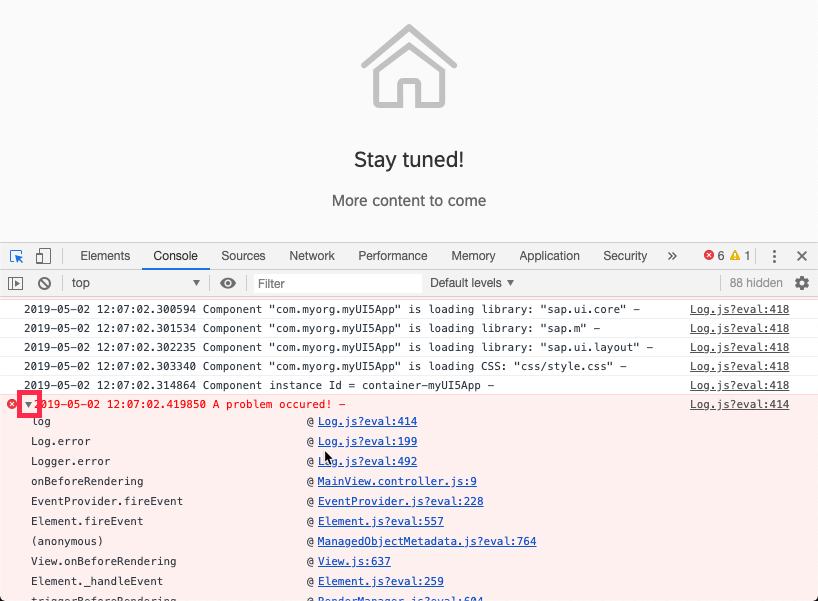 Stay tuned!
More content to come
Elements Console Sources Network Performance Memory Application Security » 6 1
top Filter Default levels 88 hidden
2019-05-02 12:07:02.300594 Component "com.myorg.myUI5App" is loading library: "sap.ui.core" – Log.js?eval:418
2019-05-02 12:07:02.301534 Component "com.myorg.myUI5App" is loading library: "sap.m" – Log.js?eval:418
2019-05-02 12:07:02.302235 Component "com.myorg.myUI5App" is loading library: "sap.ui.layout" – Log.js?eval:418
2019-05-02 12:07:02.303340 Component "com.myorg.myUI5App" is loading CSS: "css/style.css" – Log.js?eval:418
2019-05-02 12:07:02.314864 Component instance Id = container-myUI5App – Log.js?eval:418
2019-05-02 12:07:02.419850 A problem occured! – Log.js?eval:414
log @ Log.js?eval:414
Log.error @ Log.js?eval:199
Logger.error @ Log.js?eval:492
onBeforeRendering @ MainView.controller.js:9
EventProvider.fireEvent @ EventProvider.js?eval:228
Element.fireEvent @ Element.js?eval:557
(anonymous) @ ManagedObjectMetadata.js?eval:764
View.onBeforeRendering @ View.js:637
Element._handleEvent @ Element.js?eval:259
triggerBeforeRendering @ RenderManager.js?eval:604